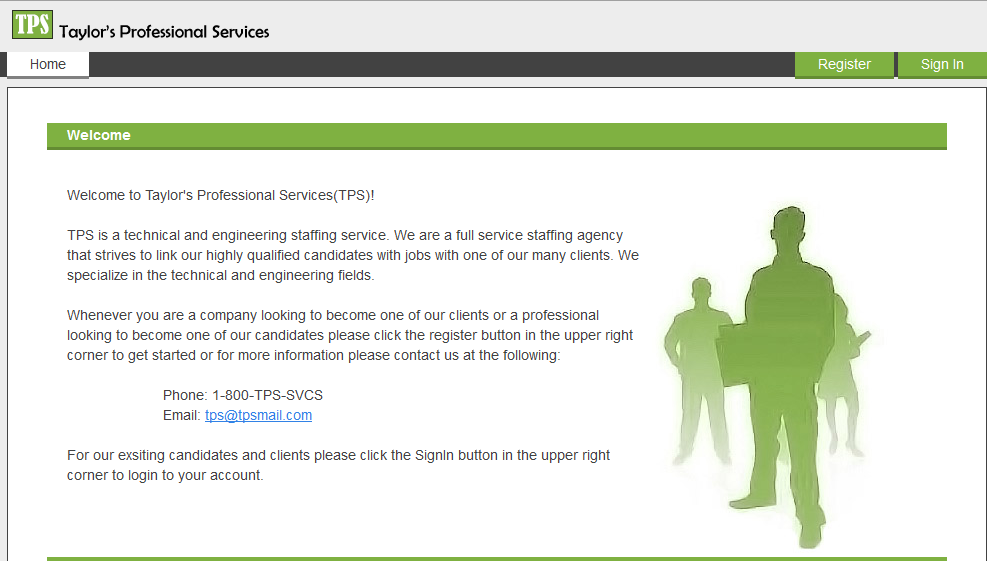 TPS Taylor's Professional Services
Home Register Sign In
Welcome
Welcome to Taylor's Professional Services(TPS)!
TPS is a technical and engineering staffing service. We are a full service staffing agency
that strives to link our highly qualified candidates with jobs with one of our many clients. We
specialize in the technical and engineering fields.
Whenever you are a company looking to become one of our clients or a professional
looking to become one of our candidates please click the register button in the upper right
corner to get started or for more information please contact us at the following:
Phone: 1-800-TPS-SVCS
Email: tps@tpsmail.com
For our exsiting candidates and clients please click the SignIn button in the upper right
corner to login to your account.